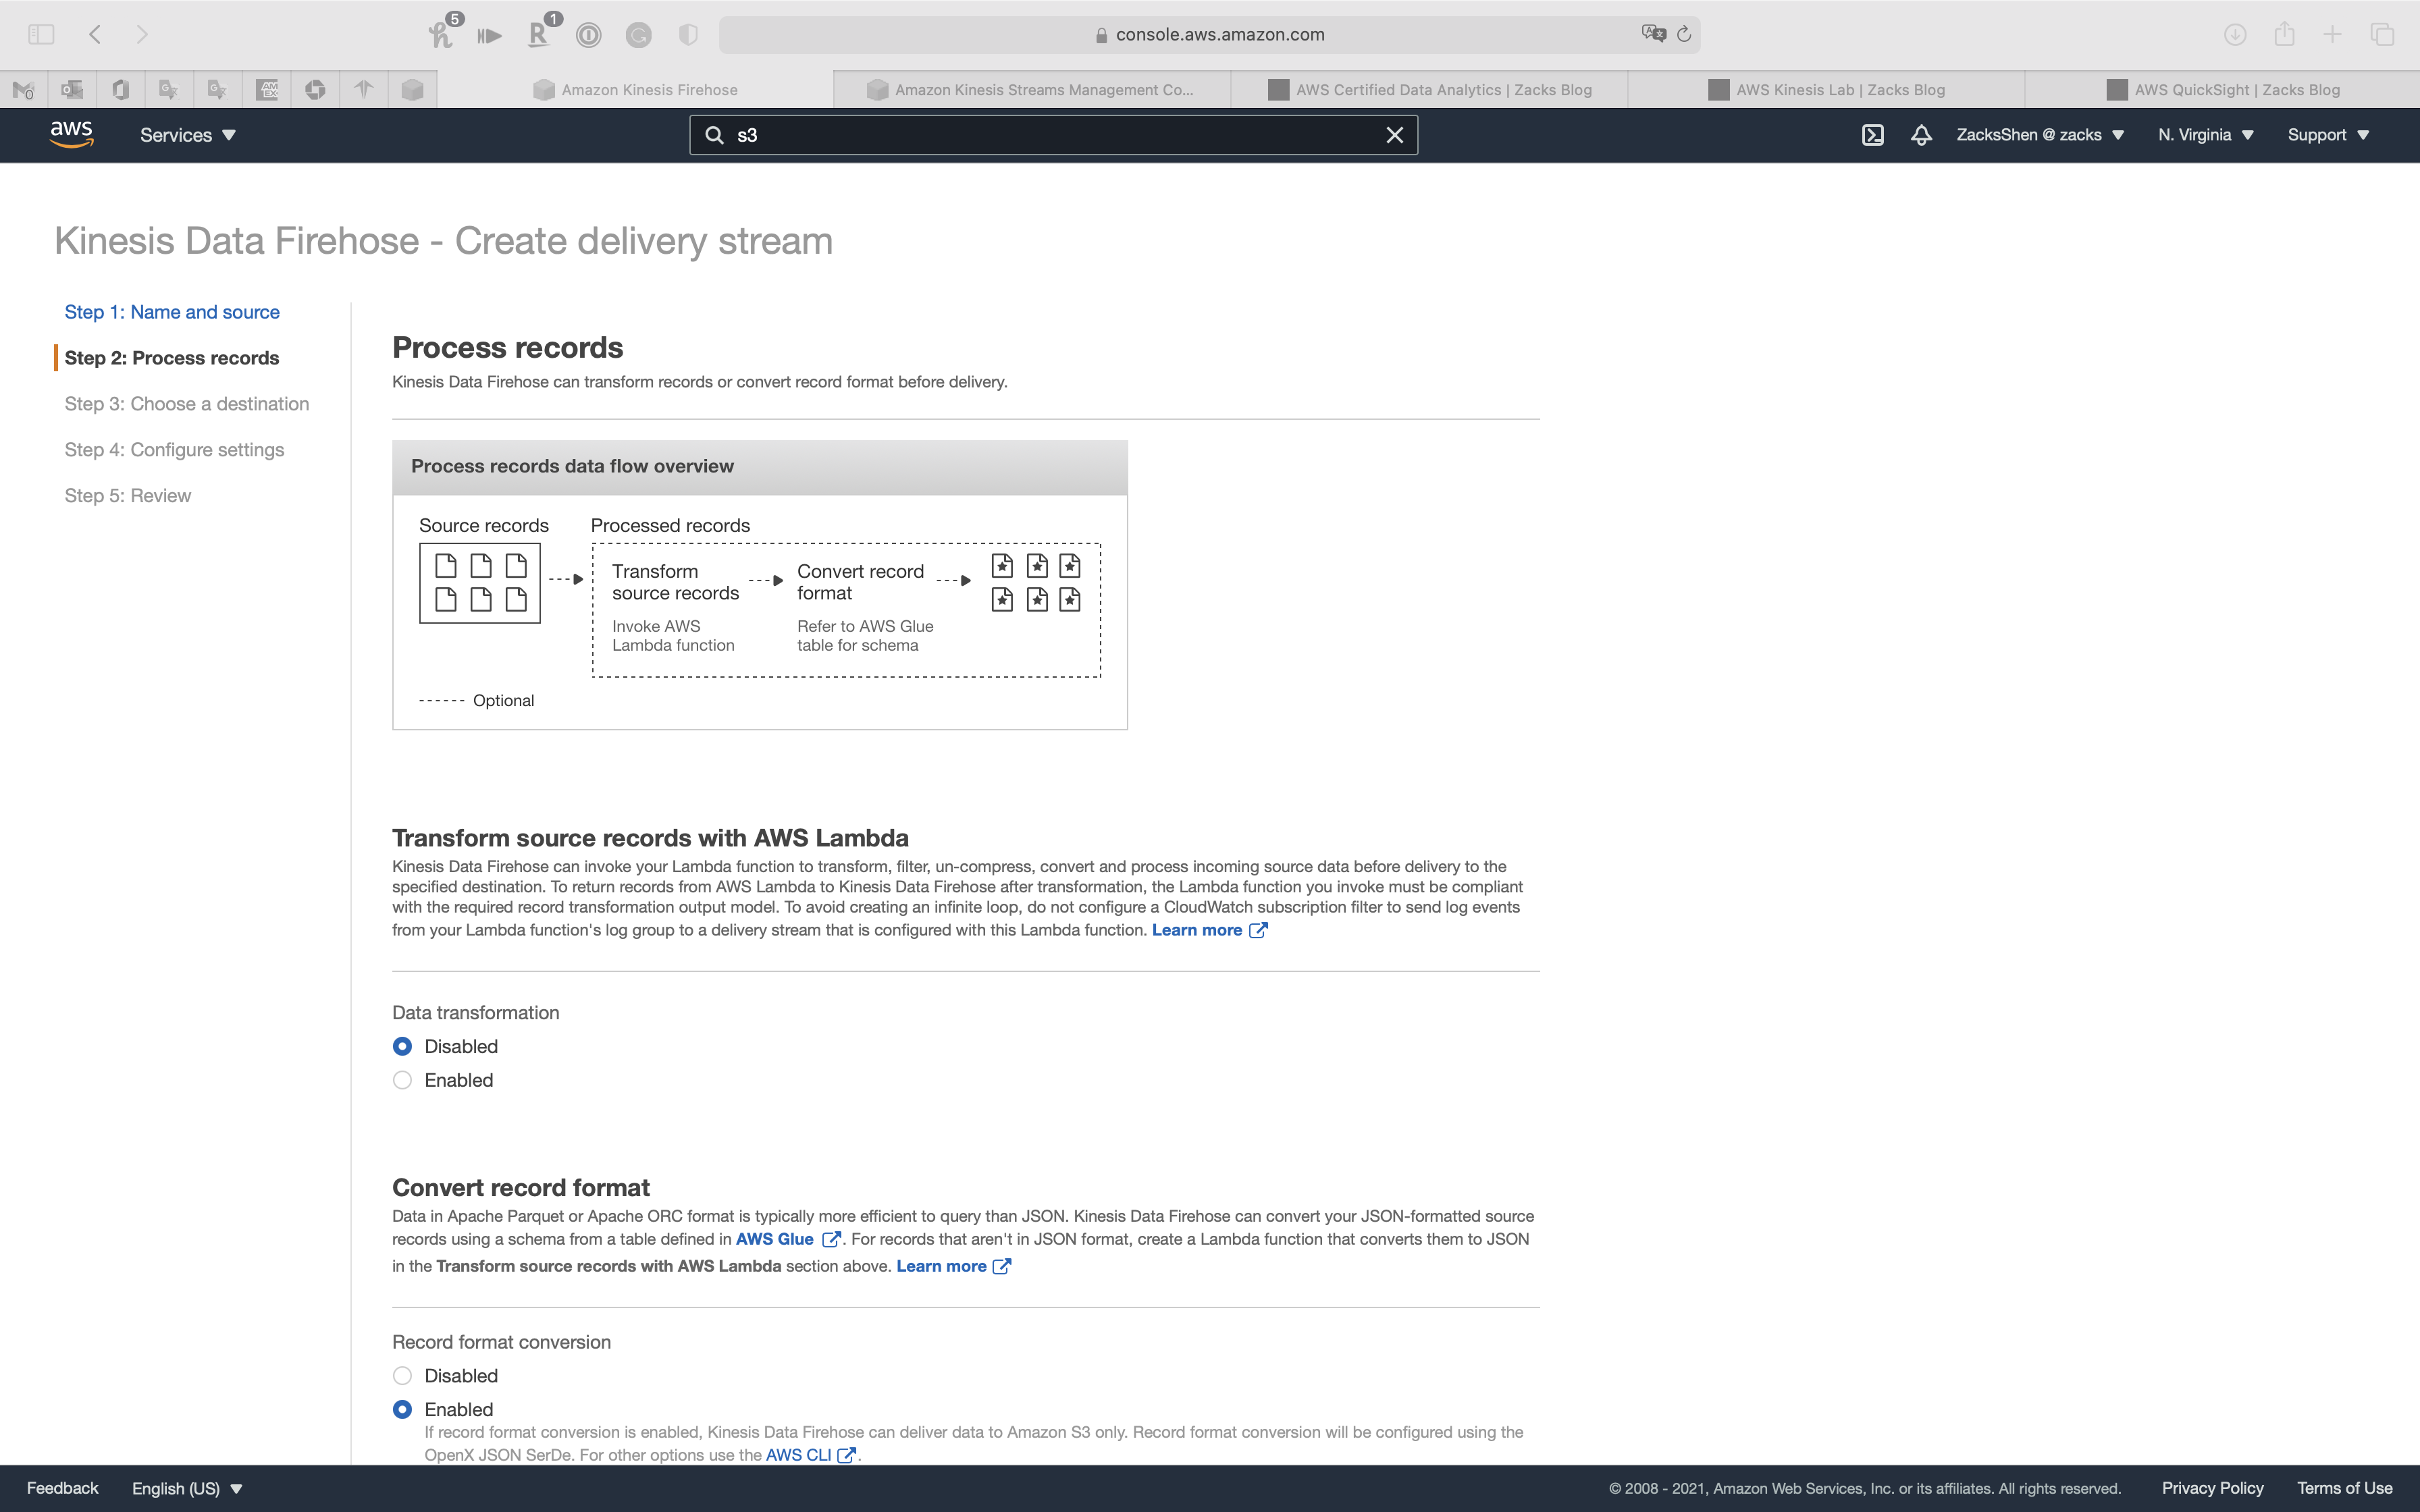 5
1
console.aws.amazon.com
Amazon Kinesis Firehose
Amazon Kinesis Streams Management Co...
AWS Certified Data Analytics | Zacks Blog
AWS Kinesis Lab | Zacks Blog
AWS QuickSight | Zacks Blog
aws
Services
s3
ZacksShen @ zacks
N. Virginia
Support
Kinesis Data Firehose - Create delivery stream
Step 1: Name and source
Step 2: Process records
Step 3: Choose a destination
Step 4: Configure settings
Step 5: Review
Process records
Kinesis Data Firehose can transform records or convert record format before delivery.
Process records data flow overview
Source records
Processed records
Transform
source records
Invoke AWS
Lambda function
Convert record
format
Refer to AWS Glue
table for schema
Optional
Transform source records with AWS Lambda
Kinesis Data Firehose can invoke your Lambda function to transform, filter, un-compress, convert and process incoming source data before delivery to the
specified destination. To return records from AWS Lambda to Kinesis Data Firehose after transformation, the Lambda function you invoke must be compliant
with the required record transformation output model. To avoid creating an infinite loop, do not configure a CloudWatch subscription filter to send log events
from your Lambda function's log group to a delivery stream that is configured with this Lambda function. Learn more
Data transformation
Disabled
Enabled
Convert record format
Data in Apache Parquet or Apache ORC format is typically more efficient to query than JSON. Kinesis Data Firehose can convert your JSON-formatted source
records using a schema from a table defined in AWS Glue . For records that aren't in JSON format, create a Lambda function that converts them to JSON
in the Transform source records with AWS Lambda section above. Learn more
Record format conversion
Disabled
Enabled
If record format conversion is enabled, Kinesis Data Firehose can deliver data to Amazon S3 only. Record format conversion will be configured using the
OpenX JSON SerDe. For other options use the AWS CLI .
Feedback
English (US)
© 2008 - 2021, Amazon Web Services, Inc. or its affiliates. All rights reserved.
Privacy Policy
Terms of Use